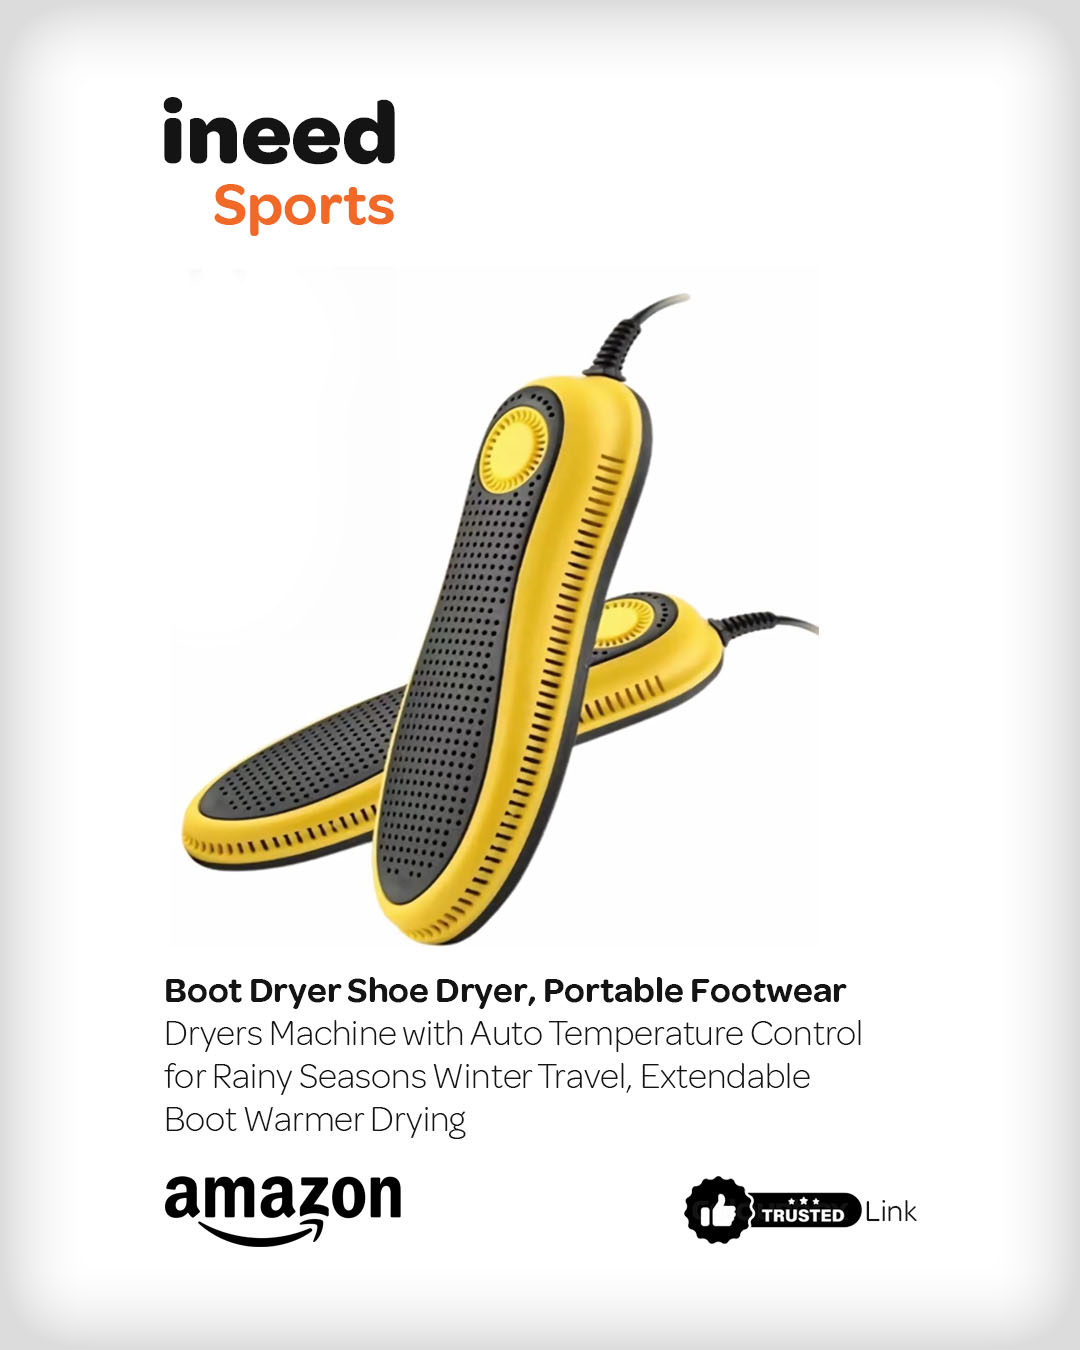 ineed
Sports
Boot Dryer Shoe Dryer, Portable Footwear
Dryers Machine with Auto Temperature Control
for Rainy Seasons Winter Travel, Extendable
Boot Warmer Drying
amazon
TRUSTED Link